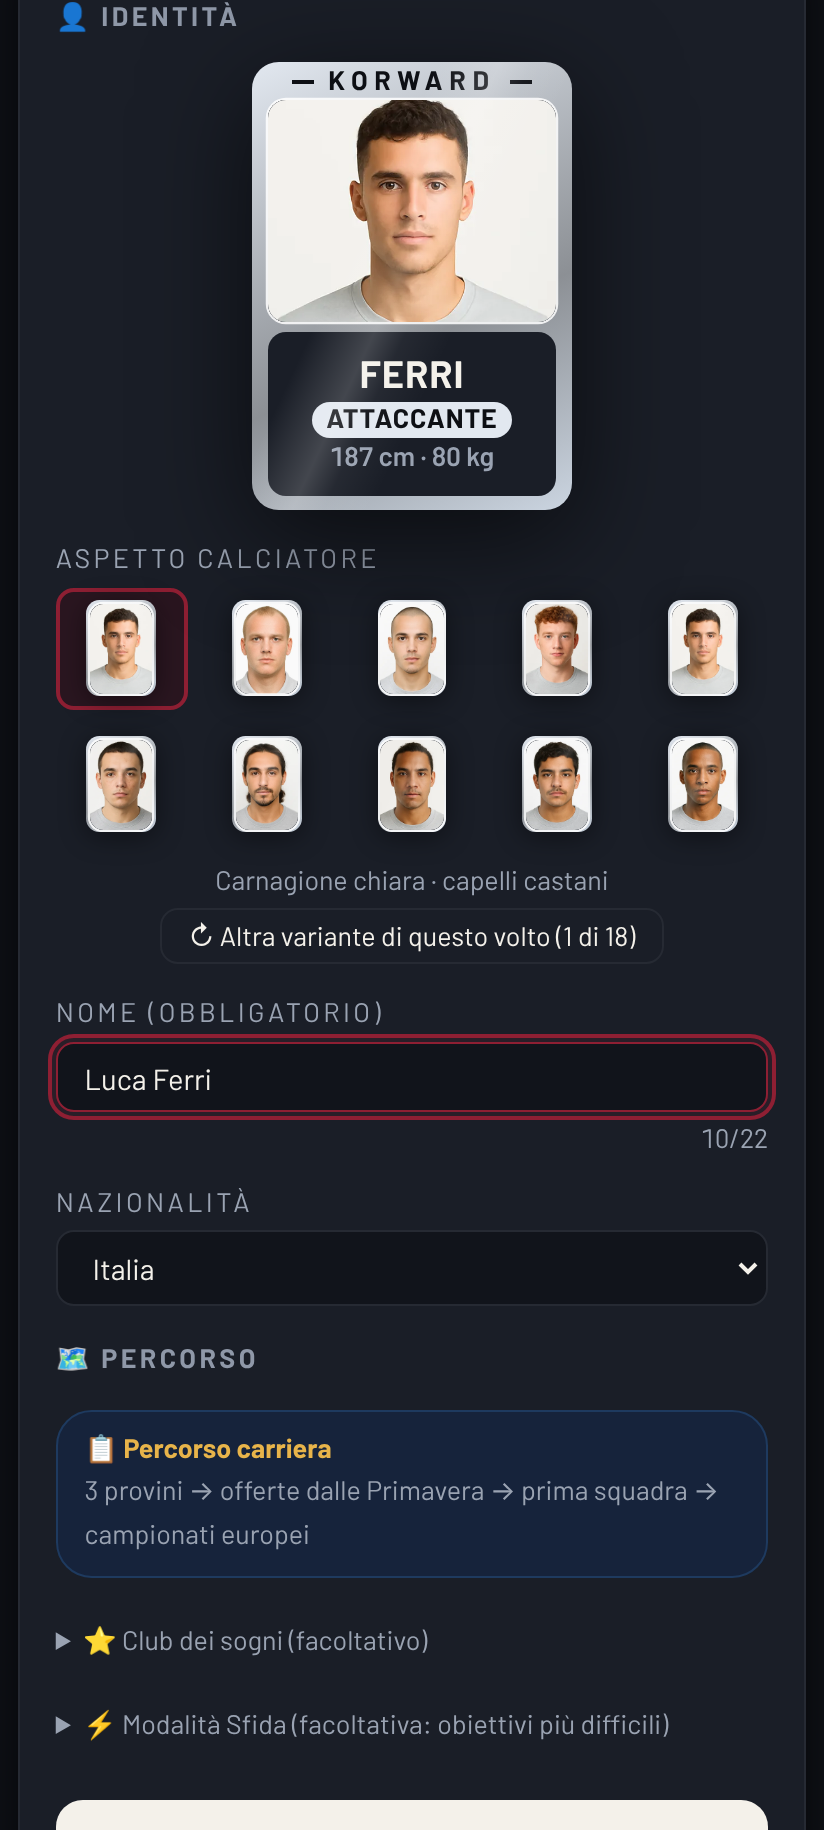 👤 IDENTITÀ
— KORWARD —
FERRI
ATTACCANTE
187 cm · 80 kg
ASPETTO CALCIATORE
Carnagione chiara · capelli castani
↻ Altra variante di questo volto (1 di 18)
NOME (OBBLIGATORIO)
Luca Ferri
10/22
NAZIONALITÀ
Italia
🗺️ PERCORSO
📋 Percorso carriera
3 provini → offerte dalle Primavera → prima squadra →
campionati europei
▶ ⭐ Club dei sogni (facoltativo)
▶ ⚡ Modalità Sfida (facoltativa: obiettivi più difficili)